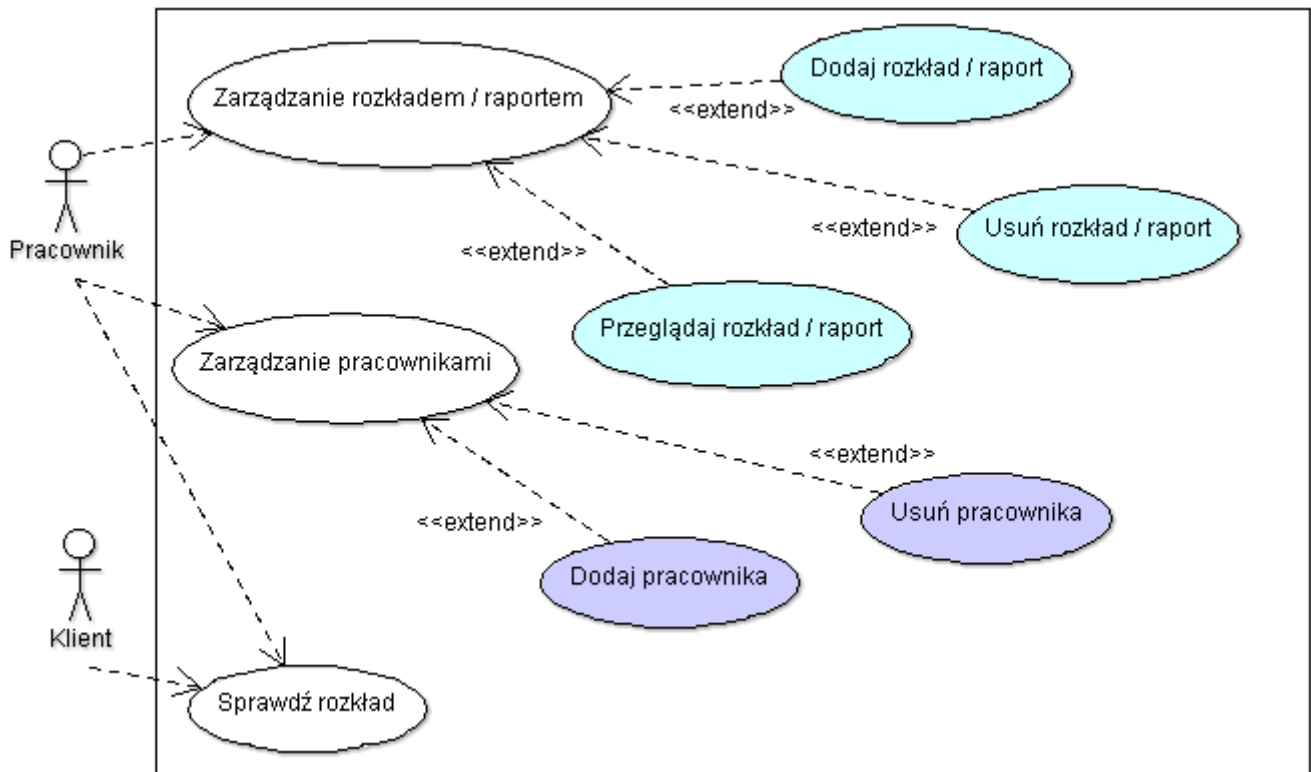 Dodaj rozkład / raport
Zarządzanie rozkładem / raportem
<<extend>>
Usuń rozkład / raport
<<extend>>
Pracownik
<<extend>>
Przeglądaj rozkład / raport
Zarządzanie pracownikami
<<extend>>
Usuń pracownika
<<extend>>
Dodaj pracownika
Klient
Sprawdź rozkład